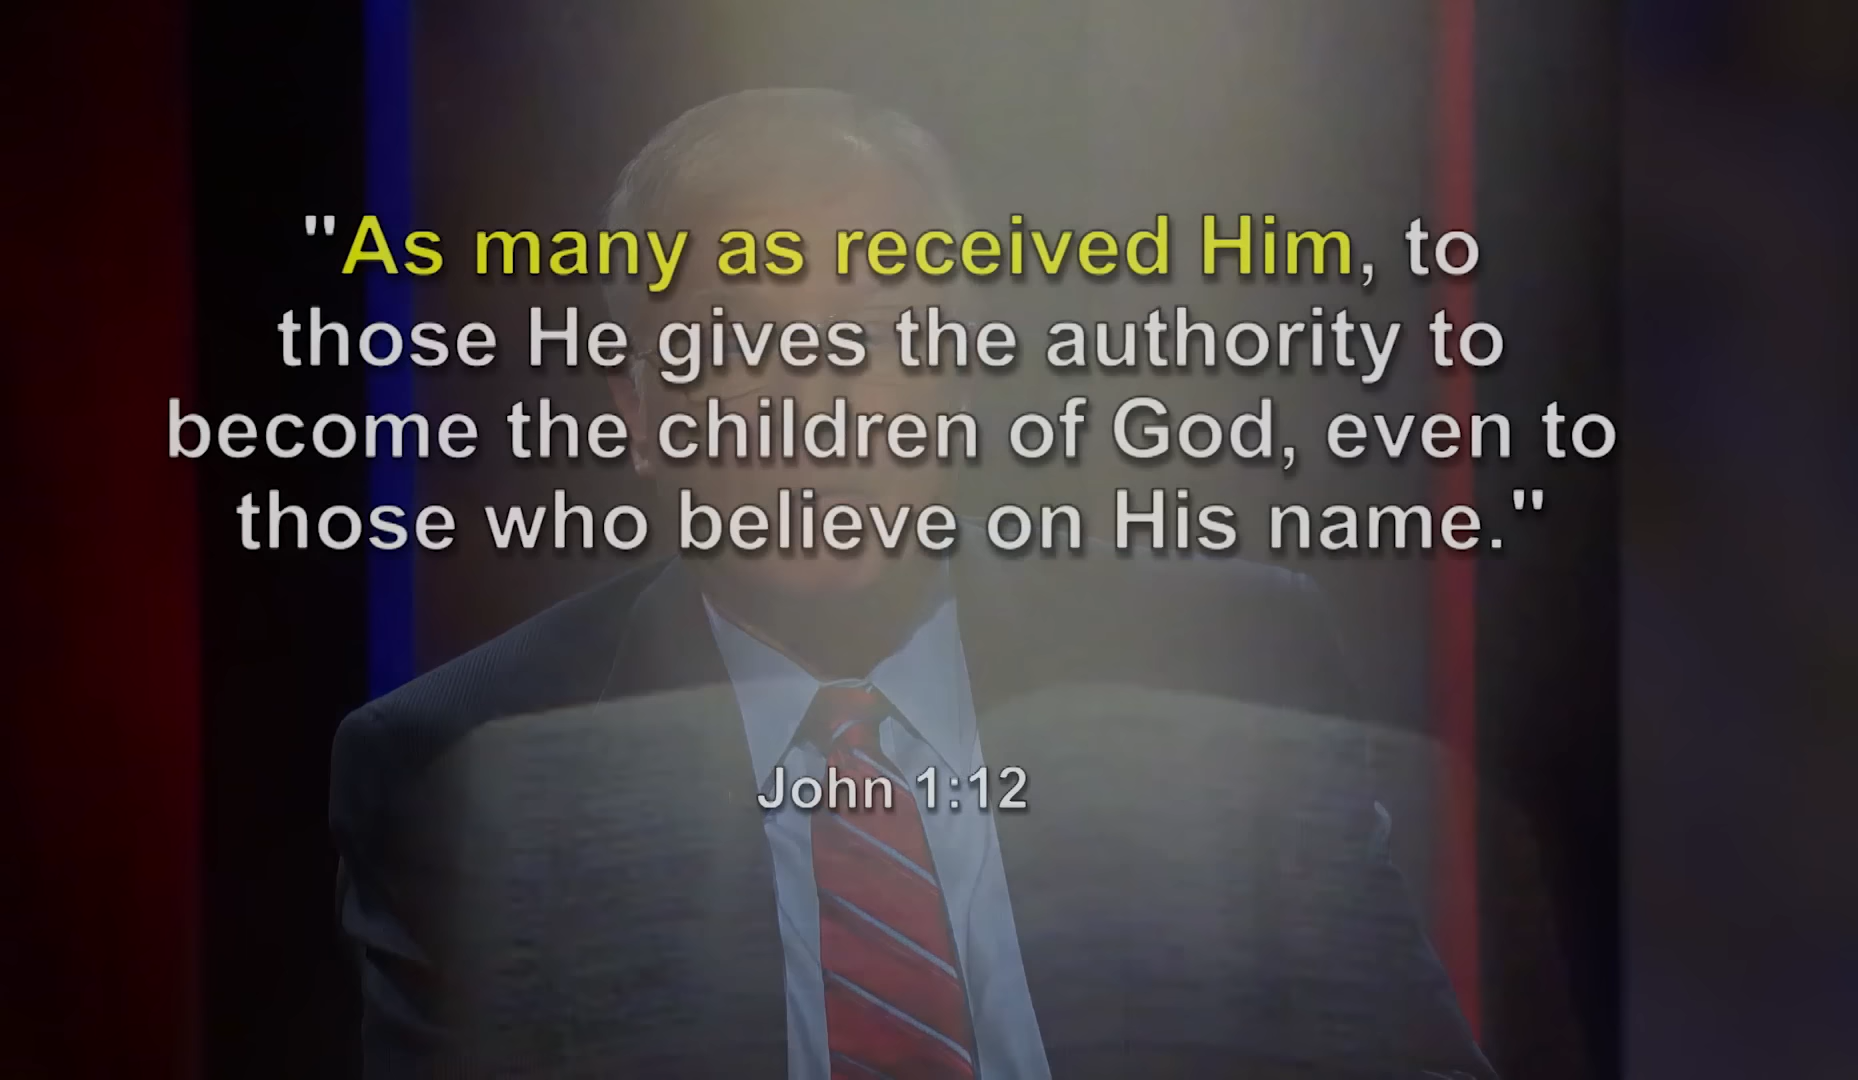 "As many as received Him, to
those He gives the authority to
become the children of God, even to
those who believe on His name."
John 1:12